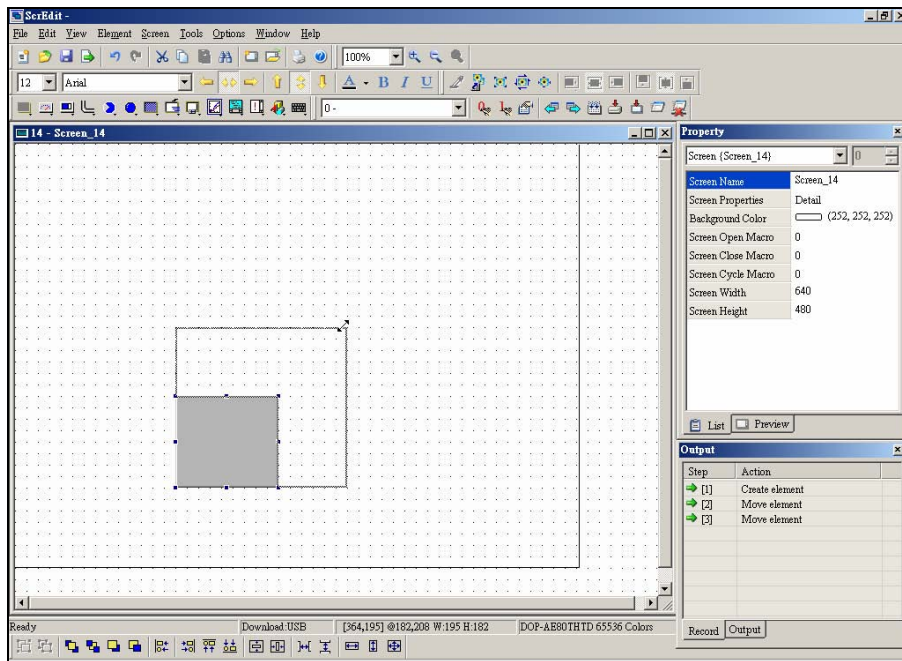 ScrEdit -
File Edit View Element Screen Tools Options Window Help
100%
12 Arial
A B I U
0 -
14 - Screen_14
Property
Screen {Screen_14} 0
Screen Name Screen_14
Screen Properties Detail
Background Color (252, 252, 252)
Screen Open Macro 0
Screen Close Macro 0
Screen Cycle Macro 0
Screen Width 640
Screen Height 480
List Preview
Output
Step Action
[1] Create element
[2] Move element
[3] Move element
Record Output
Ready Download:USB [364,195] @182,208 W:195 H:182 DOP-AE80THTD 65536 Colors